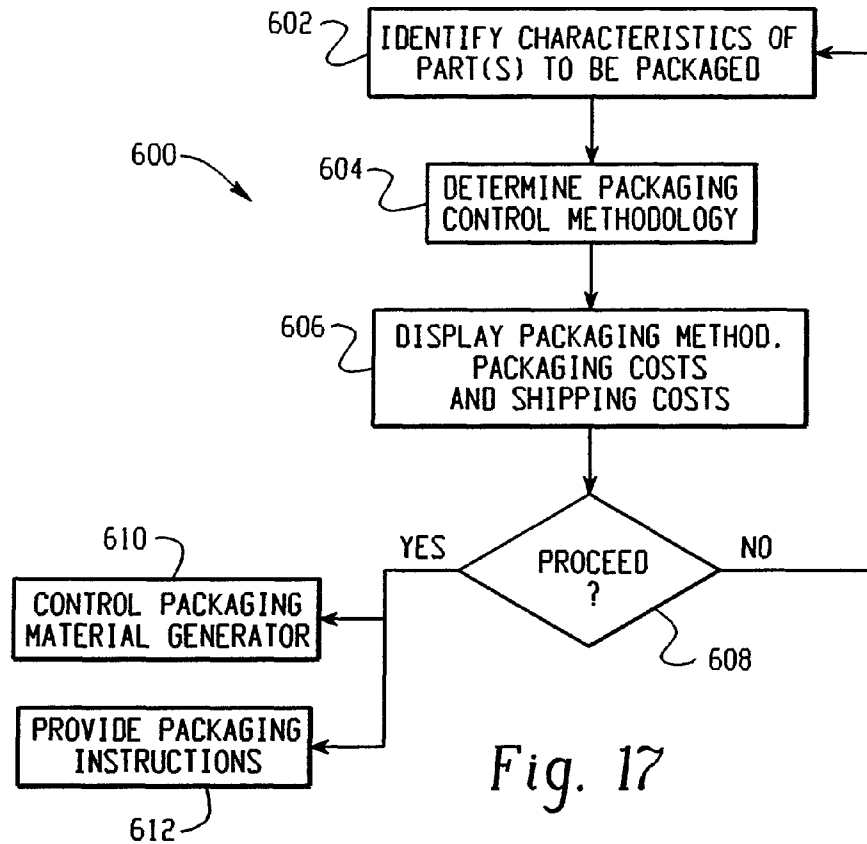 602
IDENTIFY CHARACTERISTICS OF
PART(S) TO BE PACKAGED
600
604
DETERMINE PACKAGING
CONTROL METHODOLOGY
606
DISPLAY PACKAGING METHOD.
PACKAGING COSTS
AND SHIPPING COSTS
YES
PROCEED
?
NO
608
610
CONTROL PACKAGING
MATERIAL GENERATOR
PROVIDE PACKAGING
INSTRUCTIONS
612
Fig. 17